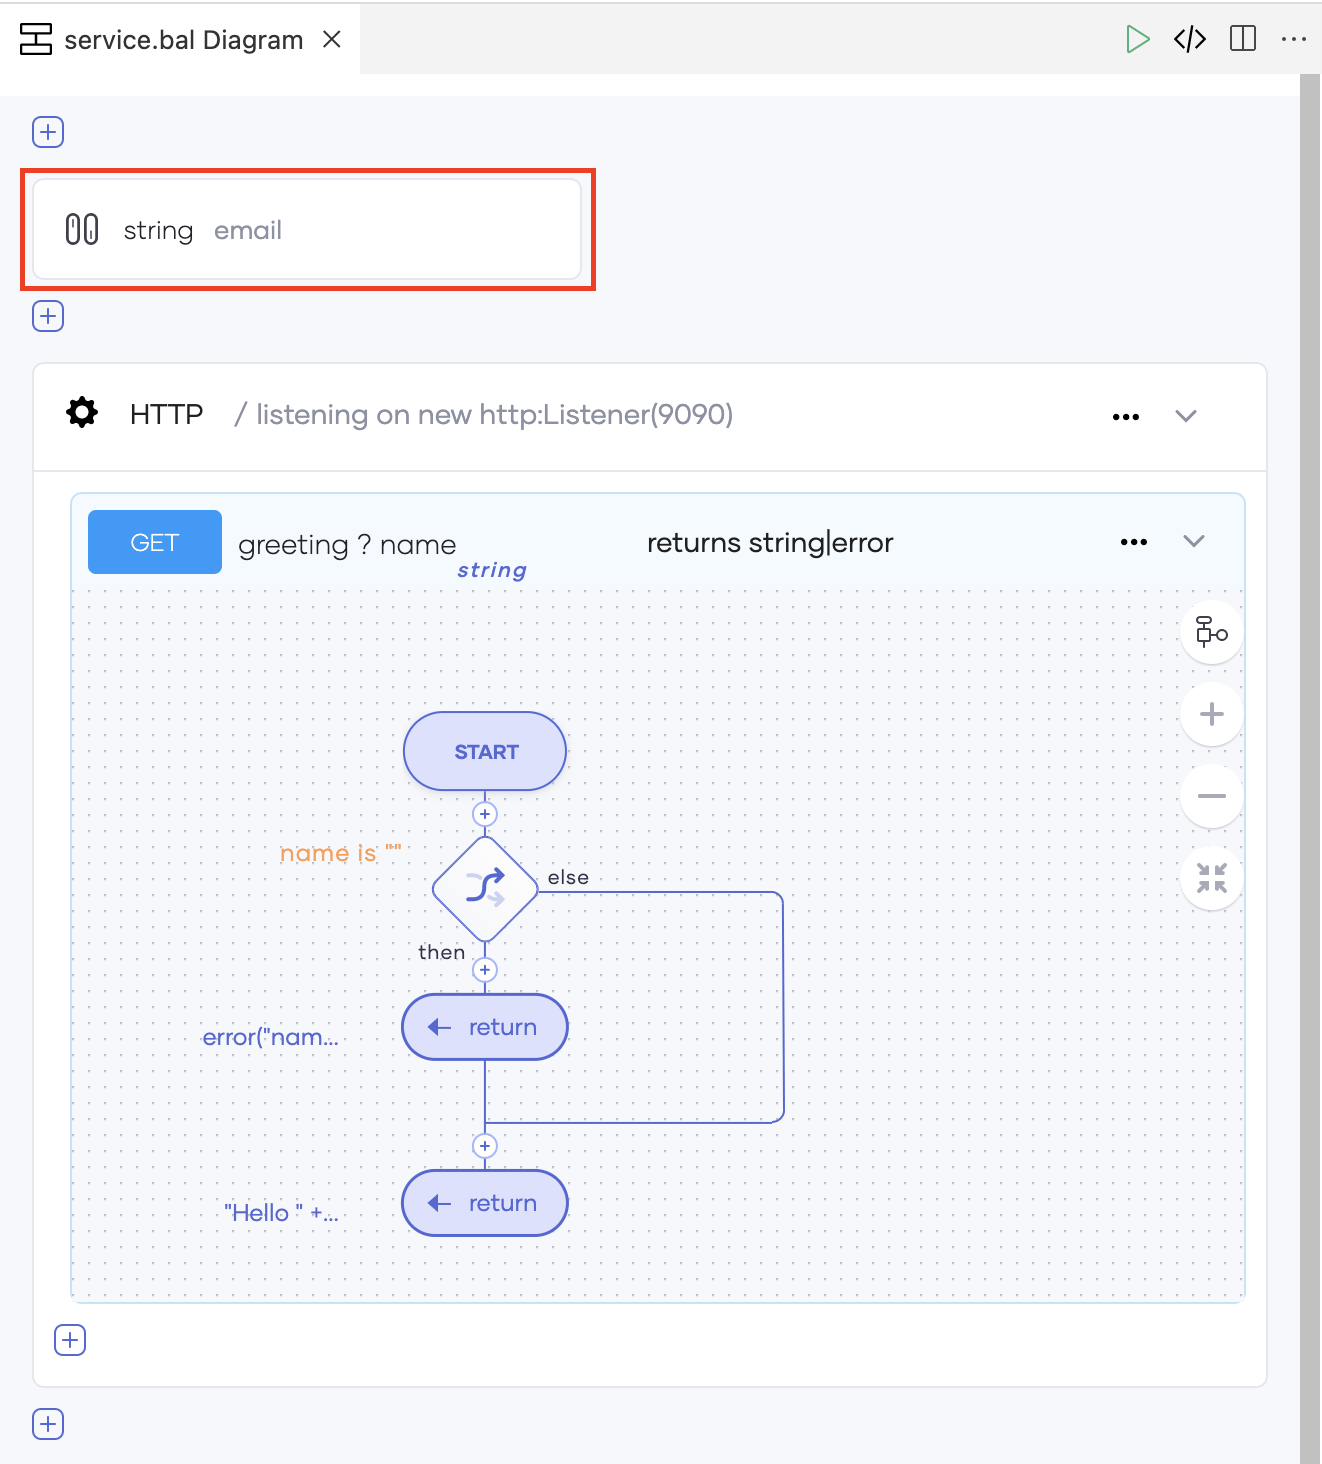 service.bal Diagram
string email
HTTP / listening on new http:Listener(9090)
GET greeting ? name string returns string|error
START
name is ""
else
then
error("nam... return
"Hello " +... return